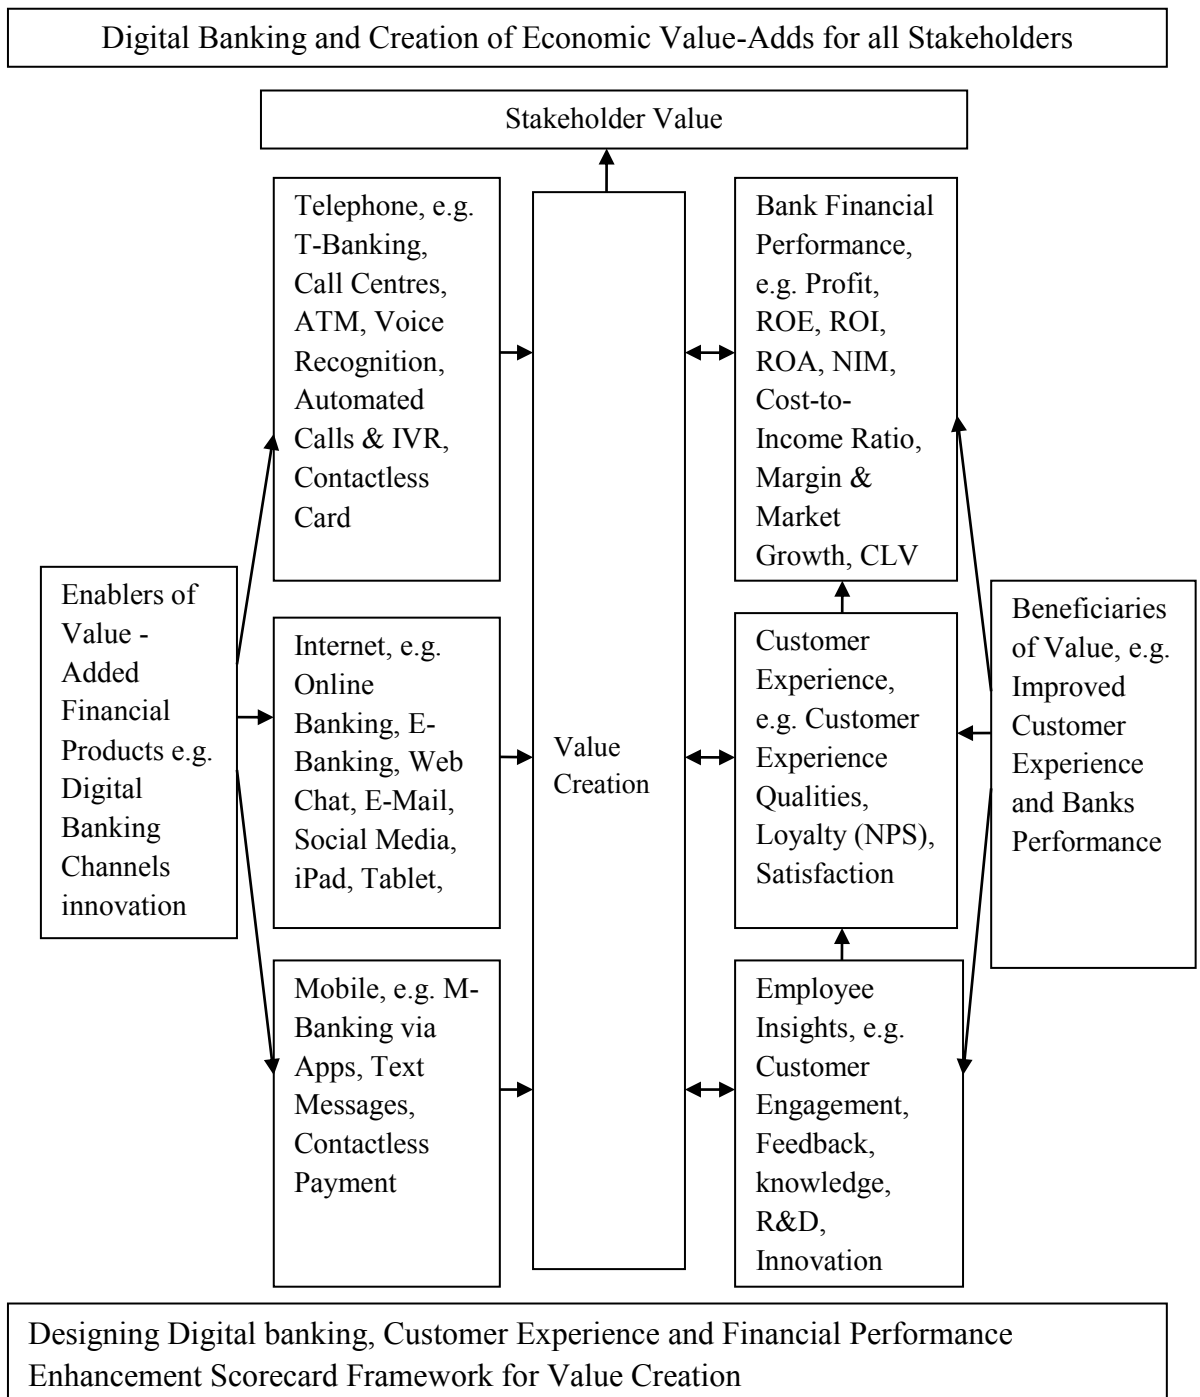 Digital Banking and Creation of Economic Value-Adds for all Stakeholders
Stakeholder Value
Enablers of
Value -
Added
Financial
Products e.g.
Digital
Banking
Channels
innovation
Telephone, e.g.
T-Banking,
Call Centres,
ATM, Voice
Recognition,
Automated
Calls & IVR,
Contactless
Card
Internet, e.g.
Online
Banking, E-
Banking, Web
Chat, E-Mail,
Social Media,
iPad, Tablet,
Mobile, e.g. M-
Banking via
Apps, Text
Messages,
Contactless
Payment
Value
Creation
Bank Financial
Performance,
e.g. Profit,
ROE, ROI,
ROA, NIM,
Cost-to-
Income Ratio,
Margin &
Market
Growth, CLV
Customer
Experience,
e.g. Customer
Experience
Qualities,
Loyalty (NPS),
Satisfaction
Employee
Insights, e.g.
Customer
Engagement,
Feedback,
knowledge,
R&D,
Innovation
Beneficiaries
of Value, e.g.
Improved
Customer
Experience
and Banks
Performance
Designing Digital banking, Customer Experience and Financial Performance
Enhancement Scorecard Framework for Value Creation